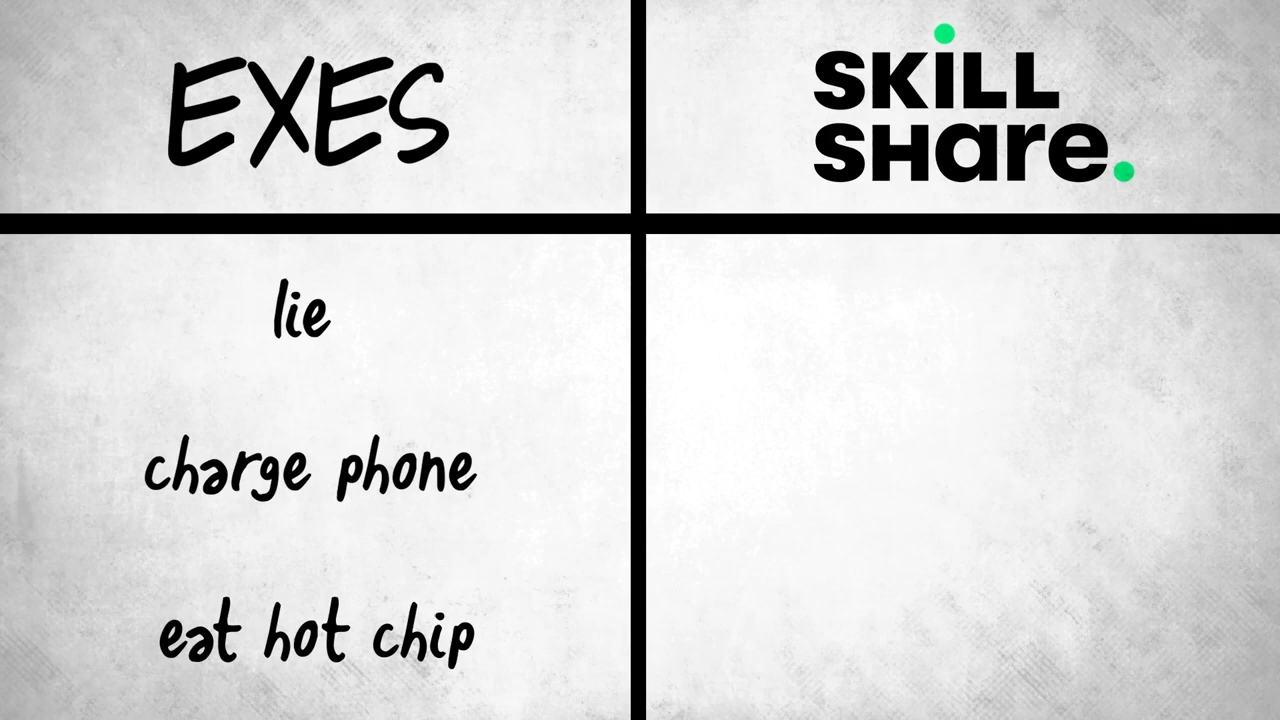 EXES
SKiLL
SHare.
lie
charge phone
eat hot chip